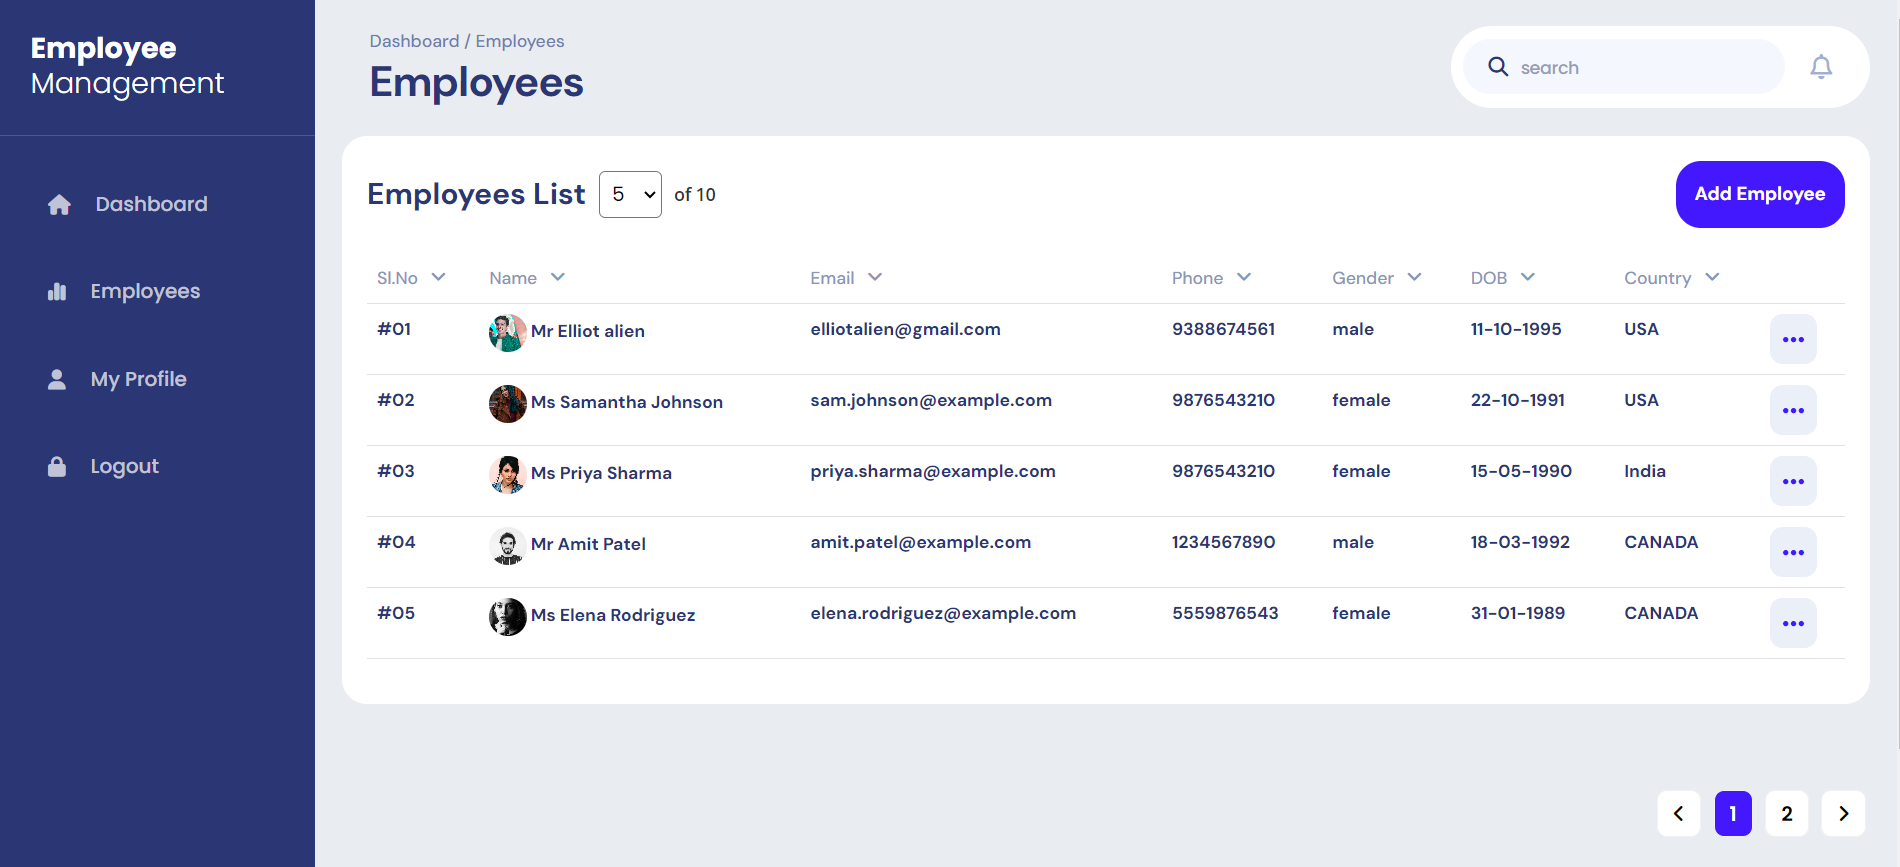 Employee
Management
Dashboard
Employees
My Profile
Logout
Dashboard / Employees
Employees
search
Employees List 5 of 10
Add Employee
Sl.No Name Email Phone Gender DOB Country
#01 Mr Elliot alien elliotalien@gmail.com 9388674561 male 11-10-1995 USA
#02 Ms Samantha Johnson sam.johnson@example.com 9876543210 female 22-10-1991 USA
#03 Ms Priya Sharma priya.sharma@example.com 9876543210 female 15-05-1990 India
#04 Mr Amit Patel amit.patel@example.com 1234567890 male 18-03-1992 CANADA
#05 Ms Elena Rodriguez elena.rodriguez@example.com 5559876543 female 31-01-1989 CANADA
1 2